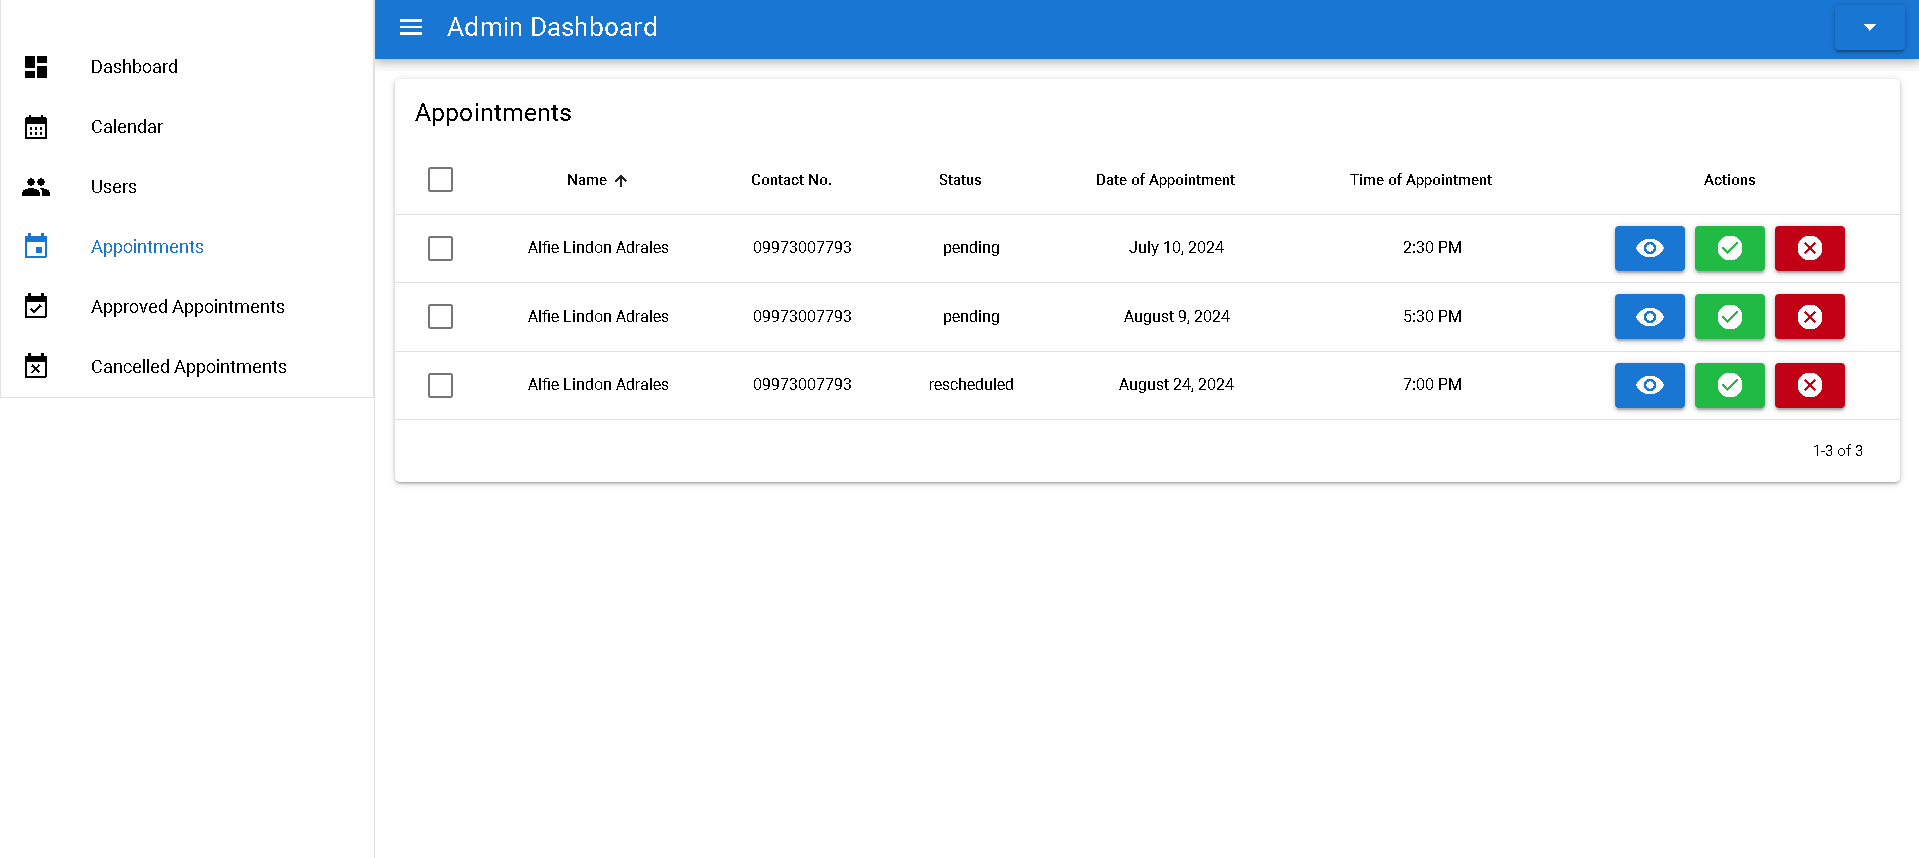 Admin Dashboard
Dashboard
Calendar
Users
Appointments
Approved Appointments
Cancelled Appointments
Appointments
Name Contact No. Status Date of Appointment Time of Appointment Actions
Alfie Lindon Adrales 09973007793 pending July 10, 2024 2:30 PM
Alfie Lindon Adrales 09973007793 pending August 9, 2024 5:30 PM
Alfie Lindon Adrales 09973007793 rescheduled August 24, 2024 7:00 PM
1-3 of 3